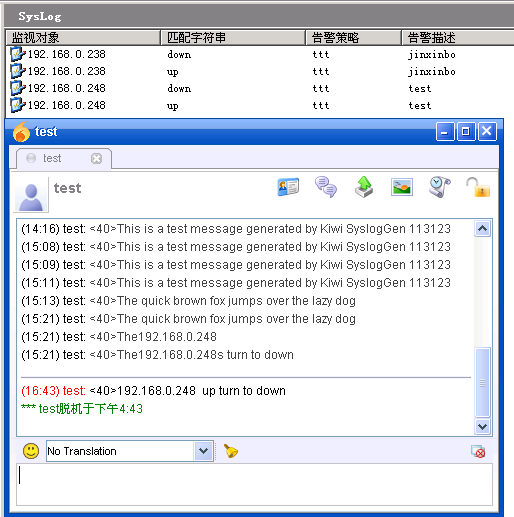 SysLog
监视对象 匹配字符串 告警策略 告警描述
192.168.0.238 down ttt jinxinbo
192.168.0.238 up ttt jinxinbo
192.168.0.248 down ttt test
192.168.0.248 up ttt test
test
test
test
(14:16) test: <40>This is a test message generated by Kiwi SyslogGen 113123
(15:08) test: <40>This is a test message generated by Kiwi SyslogGen 113123
(15:09) test: <40>This is a test message generated by Kiwi SyslogGen 113123
(15:11) test: <40>This is a test message generated by Kiwi SyslogGen 113123
(15:13) test: <40>The quick brown fox jumps over the lazy dog
(15:21) test: <40>The quick brown fox jumps over the lazy dog
(15:21) test: <40>The192.168.0.248
(15:21) test: <40>The192.168.0.248s turn to down
(16:43) test: <40>192.168.0.248  up turn to down
*** test脱机于下午4:43
No Translation